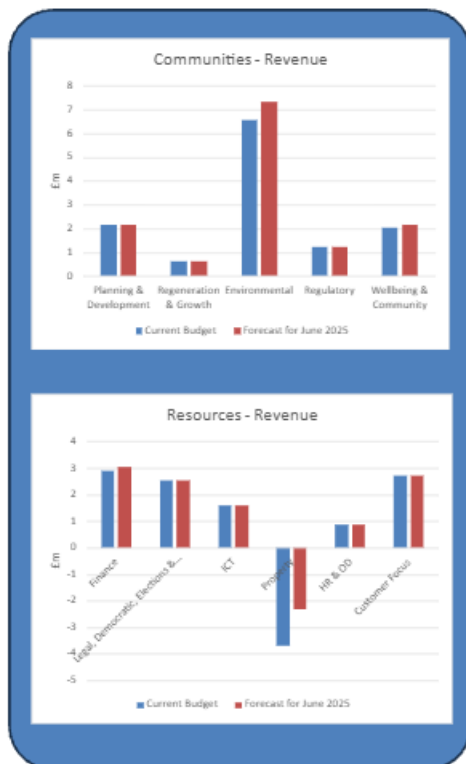 Communities - Revenue
8
7
6
5
4
3
2
1
0
£m
Planning & Development
Regeneration & Growth
Environmental
Regulatory
Wellbeing & Community
Current Budget
Forecast for June 2025
Resources - Revenue
4
3
2
1
0
-1
-2
-3
-4
-5
£m
Finance
Legal, Democratic, Elections &...
ICT
Property
HR & OD
Customer Focus
Current Budget
Forecast for June 2025